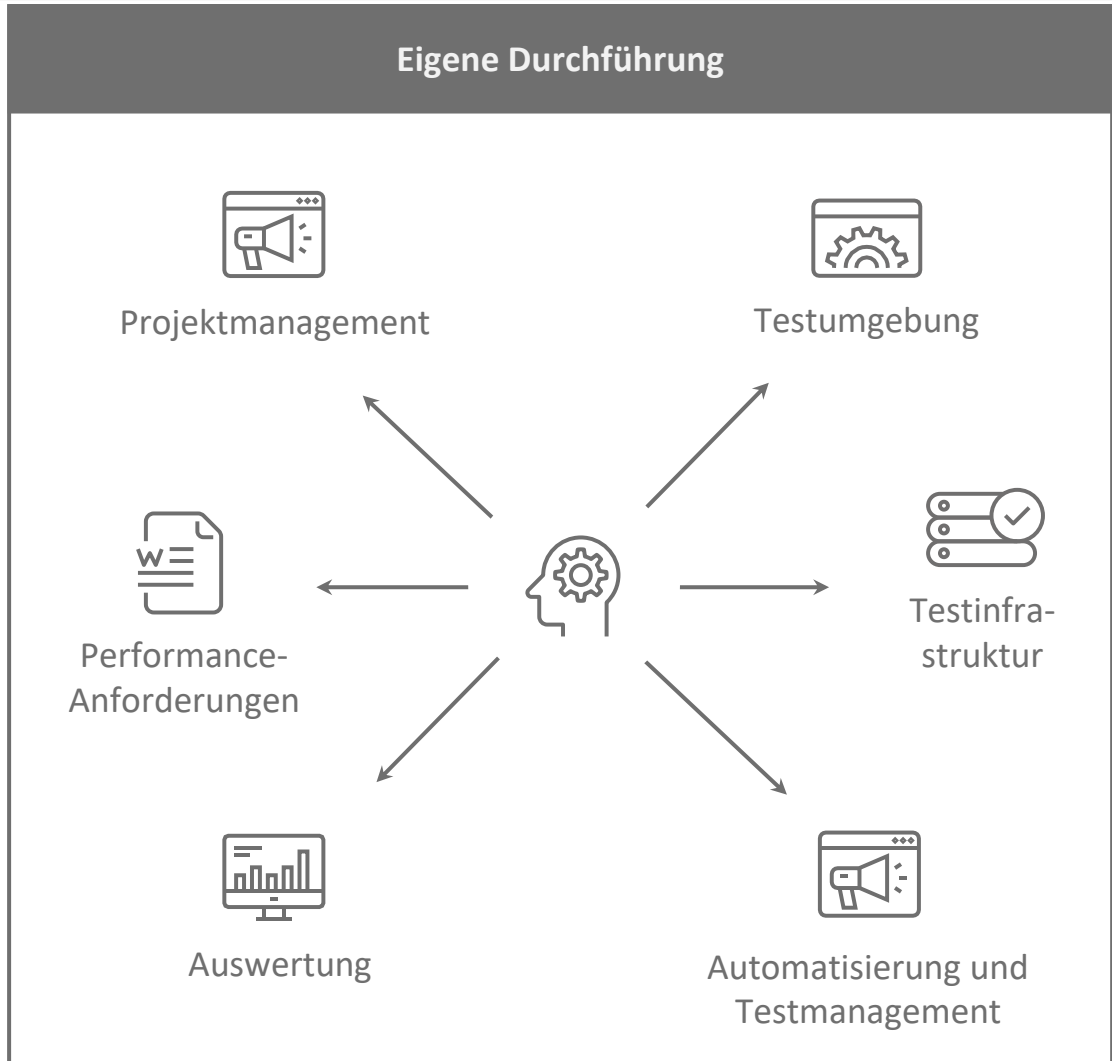 Eigene Durchführung
Projektmanagement
Testumgebung
Performance-
Anforderungen
Testinfra-
struktur
Auswertung
Automatisierung und
Testmanagement
W